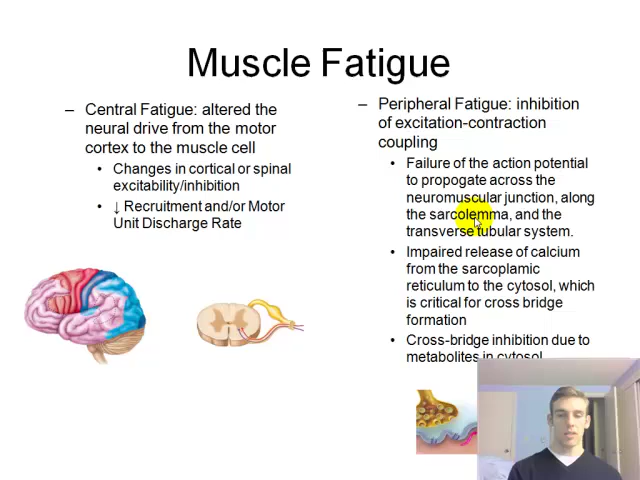 Muscle Fatigue
– Central Fatigue: altered the
neural drive from the motor
cortex to the muscle cell
• Changes in cortical or spinal
excitability/inhibition
• ↓ Recruitment and/or Motor
Unit Discharge Rate
– Peripheral Fatigue: inhibition
of excitation-contraction
coupling
• Failure of the action potential
to propogate across the
neuromuscular junction, along
the sarcolemma, and the
transverse tubular system.
• Impaired release of calcium
from the sarcoplamic
reticulum to the cytosol, which
is critical for cross bridge
formation
• Cross-bridge inhibition due to
metabolites in cytosol